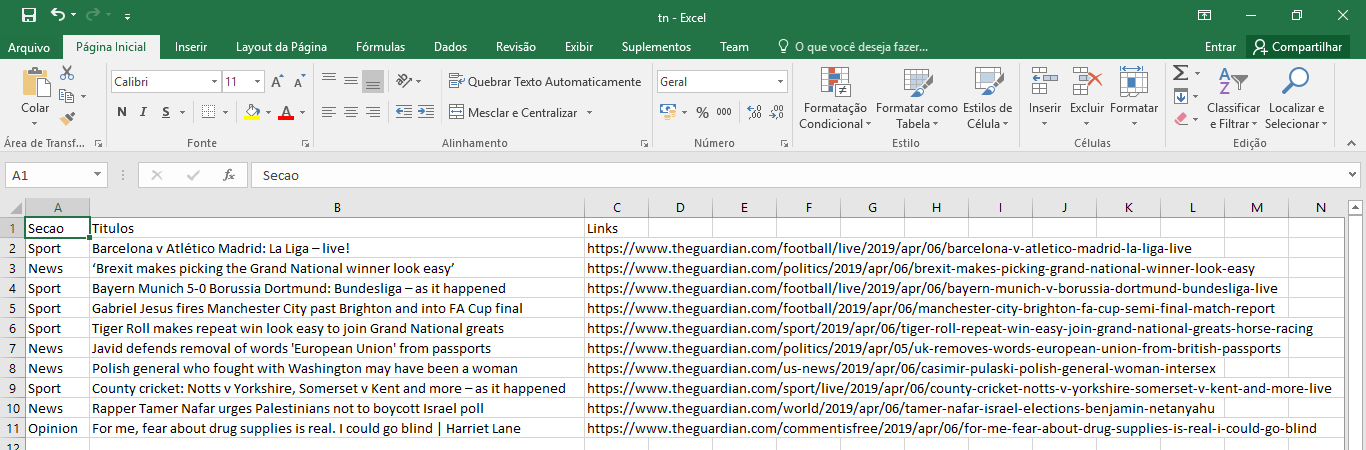 tn - Excel
Arquivo Página Inicial Inserir Layout da Página Fórmulas Dados Revisão Exibir Suplementos Team O que você deseja fazer... Entrar Compartilhar
Colar
Área de Transf...
Calibri 11
N I S A
Fonte
Quebrar Texto Automaticamente
Mesclar e Centralizar
Alinhamento
Geral
% 000
Número
Formatação Condicional
Formatar como Tabela
Estilos de Célula
Estilo
Inserir Excluir Formatar
Células
Classificar e Filtrar
Localizar e Selecionar
Edição
A1 fx Secao
A B C D E F G H I J K L M N
1 Secao Titulos Links
2 Sport Barcelona v Atlético Madrid: La Liga – live! https://www.theguardian.com/football/live/2019/apr/06/barcelona-v-atletico-madrid-la-liga-live
3 News ‘Brexit makes picking the Grand National winner look easy’ https://www.theguardian.com/politics/2019/apr/06/brexit-makes-picking-grand-national-winner-look-easy
4 Sport Bayern Munich 5-0 Borussia Dortmund: Bundesliga – as it happened https://www.theguardian.com/football/live/2019/apr/06/bayern-munich-v-borussia-dortmund-bundesliga-live
5 Sport Gabriel Jesus fires Manchester City past Brighton and into FA Cup final https://www.theguardian.com/football/2019/apr/06/manchester-city-brighton-fa-cup-semi-final-match-report
6 Sport Tiger Roll makes repeat win look easy to join Grand National greats https://www.theguardian.com/sport/2019/apr/06/tiger-roll-repeat-win-easy-join-grand-national-greats-horse-racing
7 News Javid defends removal of words 'European Union' from passports https://www.theguardian.com/politics/2019/apr/05/uk-removes-words-european-union-from-british-passports
8 News Polish general who fought with Washington may have been a woman https://www.theguardian.com/us-news/2019/apr/06/casimir-pulaski-polish-general-woman-intersex
9 Sport County cricket: Notts v Yorkshire, Somerset v Kent and more – as it happened https://www.theguardian.com/sport/live/2019/apr/06/county-cricket-notts-v-yorkshire-somerset-v-kent-and-more-live
10 News Rapper Tamer Nafar urges Palestinians not to boycott Israel poll https://www.theguardian.com/world/2019/apr/06/tamer-nafar-israel-elections-benjamin-netanyahu
11 Opinion For me, fear about drug supplies is real. I could go blind | Harriet Lane https://www.theguardian.com/commentisfree/2019/apr/06/for-me-fear-about-drug-supplies-is-real-i-could-go-blind
12